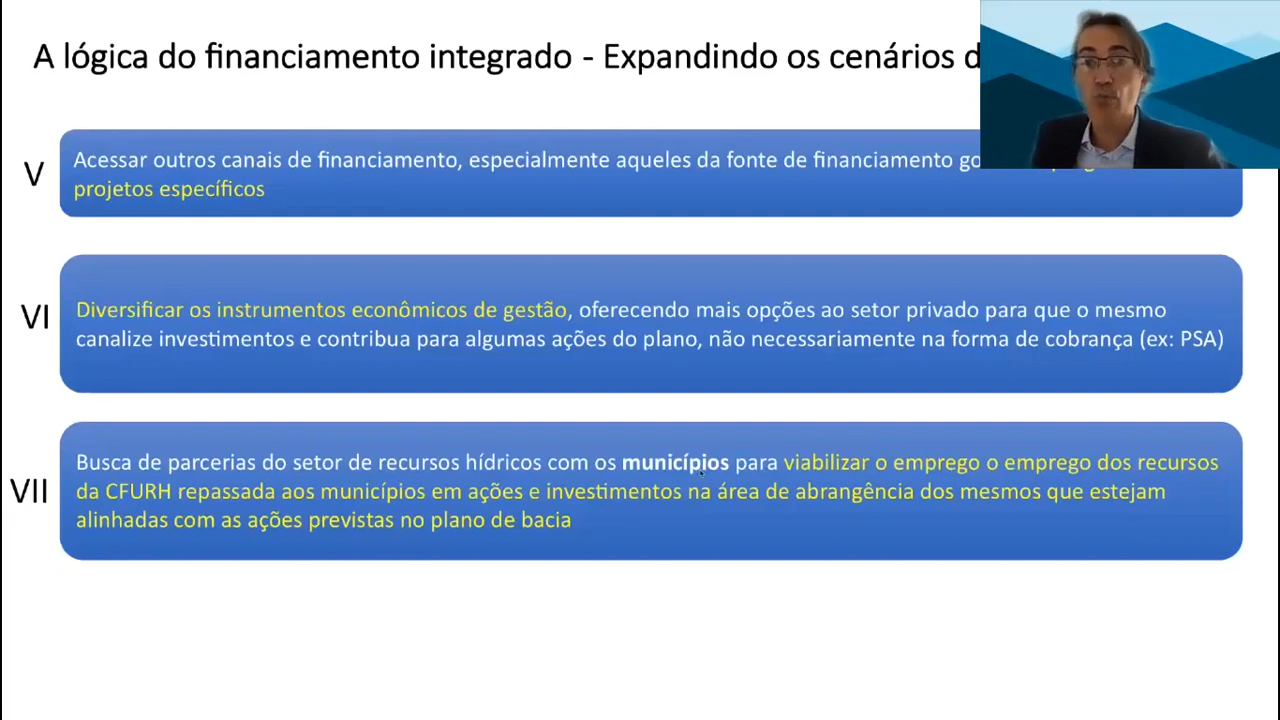 A lógica do financiamento integrado - Expandindo os cenários
V
Acessar outros canais de financiamento, especialmente aqueles da fonte de financiamento
projetos específicos
VI
Diversificar os instrumentos econômicos de gestão, oferecendo mais opções ao setor privado para que o mesmo
canalize investimentos e contribua para algumas ações do plano, não necessariamente na forma de cobrança (ex: PSA)
VII
Busca de parcerias do setor de recursos hídricos com os municípios para viabilizar o emprego o emprego dos recursos
da CFURH repassada aos municípios em ações e investimentos na área de abrangência dos mesmos que estejam
alinhadas com as ações previstas no plano de bacia